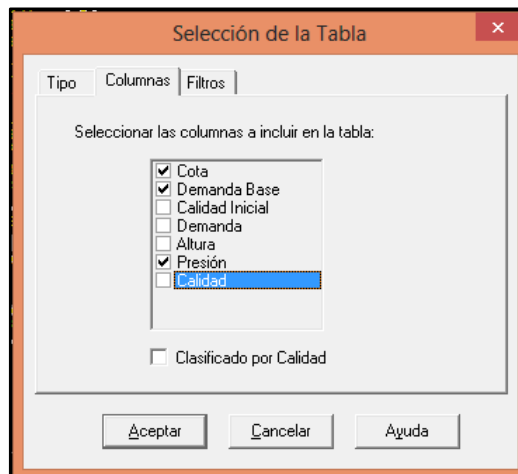 Selección de la Tabla
Tipo Columnas Filtros
Seleccionar las columnas a incluir en la tabla:
Cota
Demanda Base
Calidad Inicial
Demanda
Altura
Presión
Calidad
Clasificado por Calidad
Aceptar Cancelar Ayuda